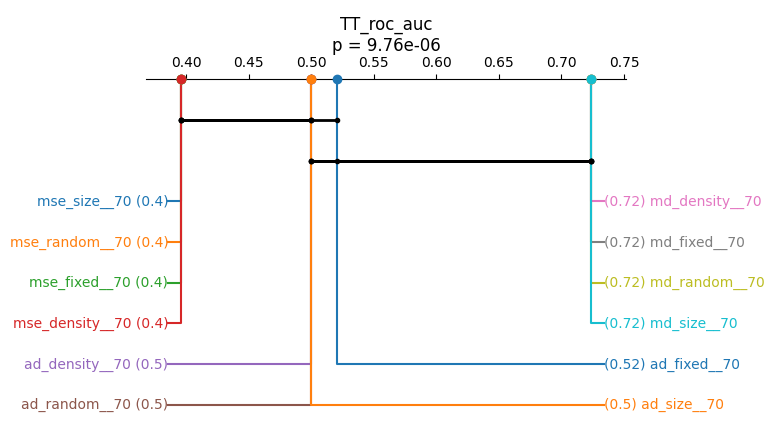 TT_roc_auc
p = 9.76e-06
0.40 0.45 0.50 0.55 0.60 0.65 0.70 0.75
mse_size__70 (0.4) (0.72) md_density__70
mse_random__70 (0.4) (0.72) md_fixed__70
mse_fixed__70 (0.4) (0.72) md_random__70
mse_density__70 (0.4) (0.72) md_size__70
ad_density__70 (0.5) (0.52) ad_fixed__70
ad_random__70 (0.5) (0.5) ad_size__70